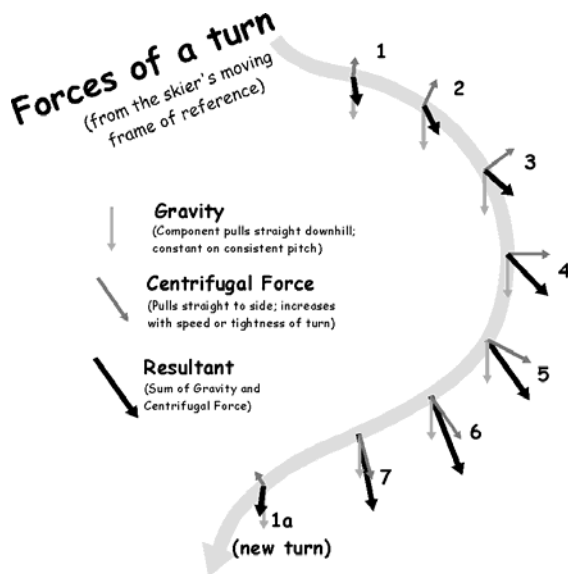 Forces of a turn
(from the skier's moving
frame of reference)
1
2
3
4
5
6
7
1a
(new turn)
Gravity
(Component pulls straight downhill;
constant on consistent pitch)
Centrifugal Force
(Pulls straight to side; increases
with speed or tightness of turn)
Resultant
(Sum of Gravity and
Centrifugal Force)